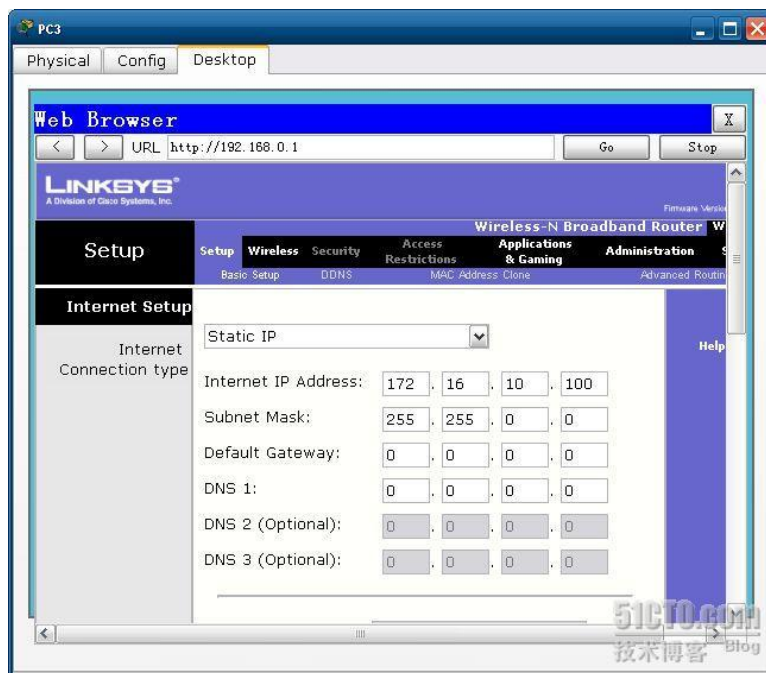 PC3
Physical Config Desktop
Web Browser X
< > URL http://192.168.0.1 Go Stop
LINKSYS®
A Division of Cisco Systems, Inc.
Firmware Versio
Wireless-N Broadband Router W
Setup
Setup Wireless Security Access Restrictions Applications & Gaming Administration S
Basic Setup DDNS MAC Address Clone Advanced Routin
Internet Setup
Internet Connection type
Static IP
Help
Internet IP Address: 172 . 16 . 10 . 100
Subnet Mask: 255 . 255 . 0 . 0
Default Gateway: 0 . 0 . 0 . 0
DNS 1: 0 . 0 . 0 . 0
DNS 2 (Optional): 0 . 0 . 0 . 0
DNS 3 (Optional): 0 . 0 . 0 . 0
51CTO.com
技术博客 Blog